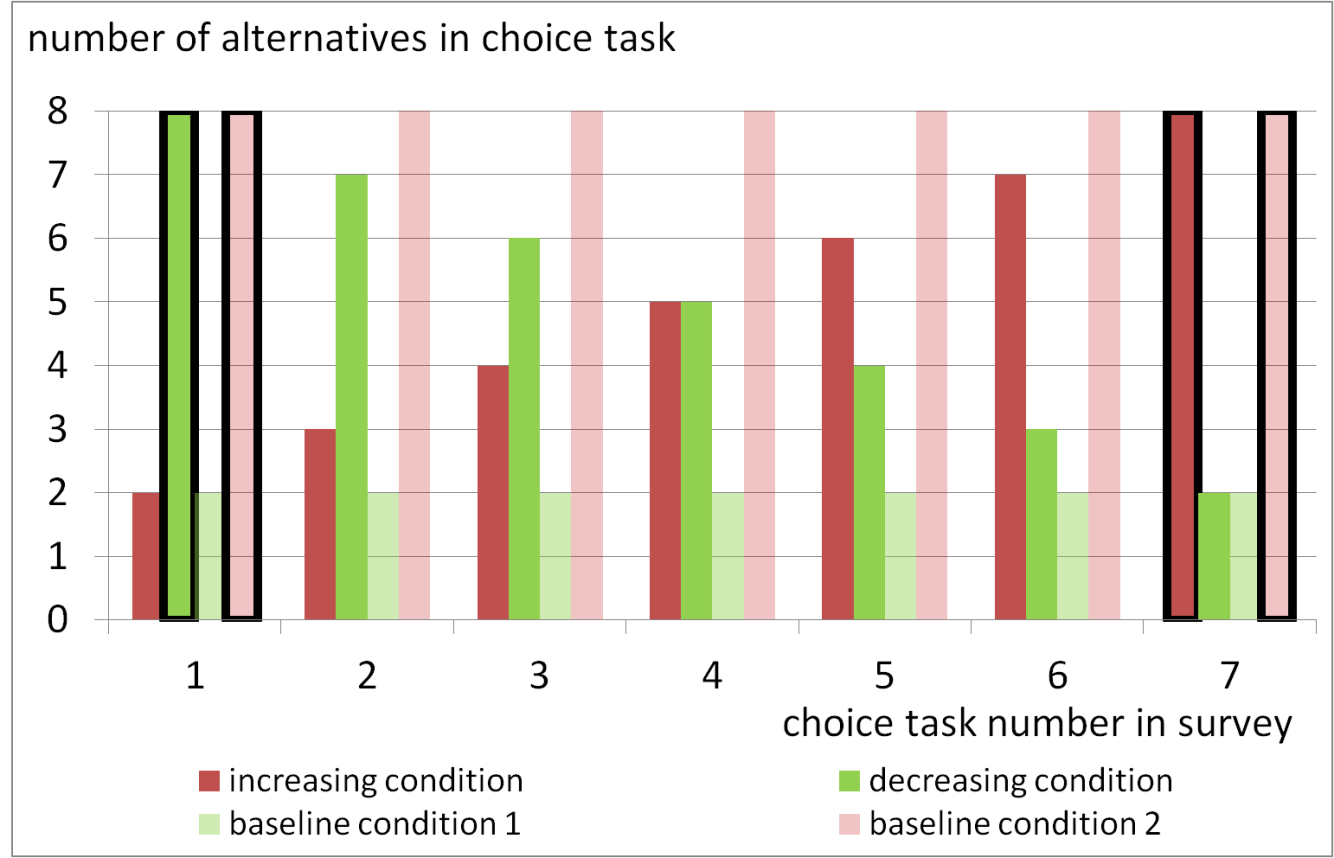 number of alternatives in choice task
8
7
6
5
4
3
2
1
0
1 2 3 4 5 6 7
choice task number in survey
increasing condition decreasing condition
baseline condition 1 baseline condition 2